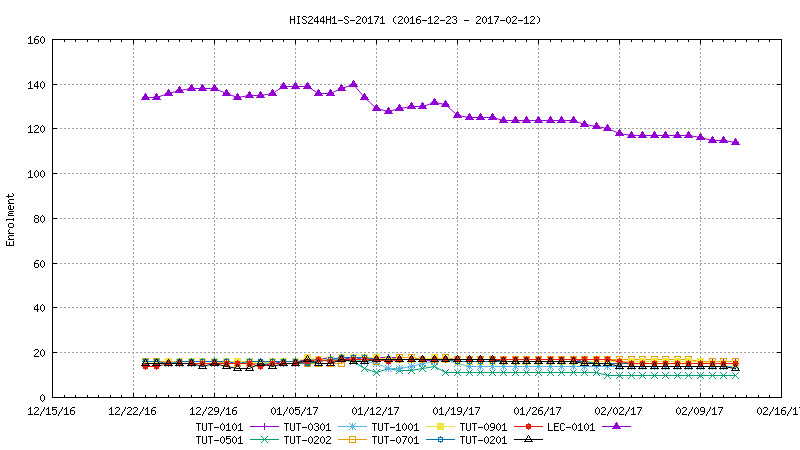 HIS244H1-S-20171 (2016-12-23 - 2017-02-12)
160
140
120
100
80
60
40
20
0
Enrolment
12/15/16 12/22/16 12/29/16 01/05/17 01/12/17 01/19/17 01/26/17 02/02/17 02/09/17 02/16/17
TUT-0101 TUT-0301 TUT-1001 TUT-0901 LEC-0101
TUT-0501 TUT-0202 TUT-0701 TUT-0201